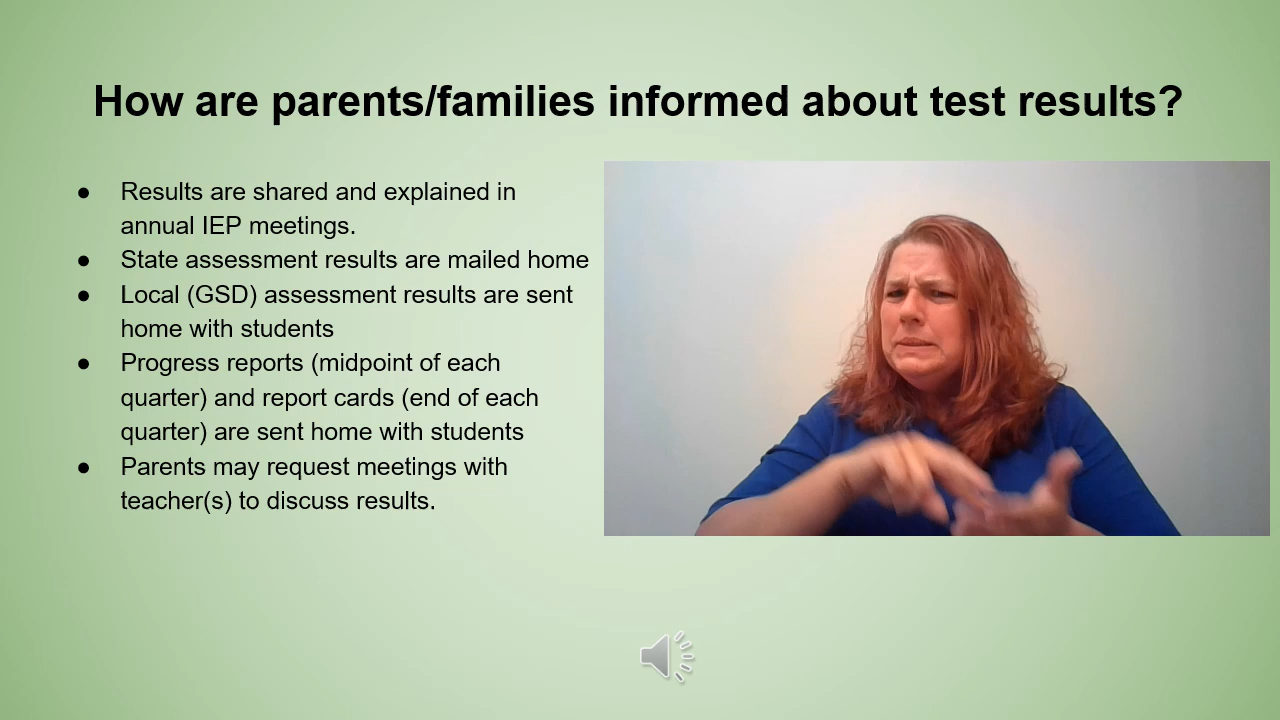 How are parents/families informed about test results?
● Results are shared and explained in
annual IEP meetings.
● State assessment results are mailed home
● Local (GSD) assessment results are sent
home with students
● Progress reports (midpoint of each
quarter) and report cards (end of each
quarter) are sent home with students
● Parents may request meetings with
teacher(s) to discuss results.